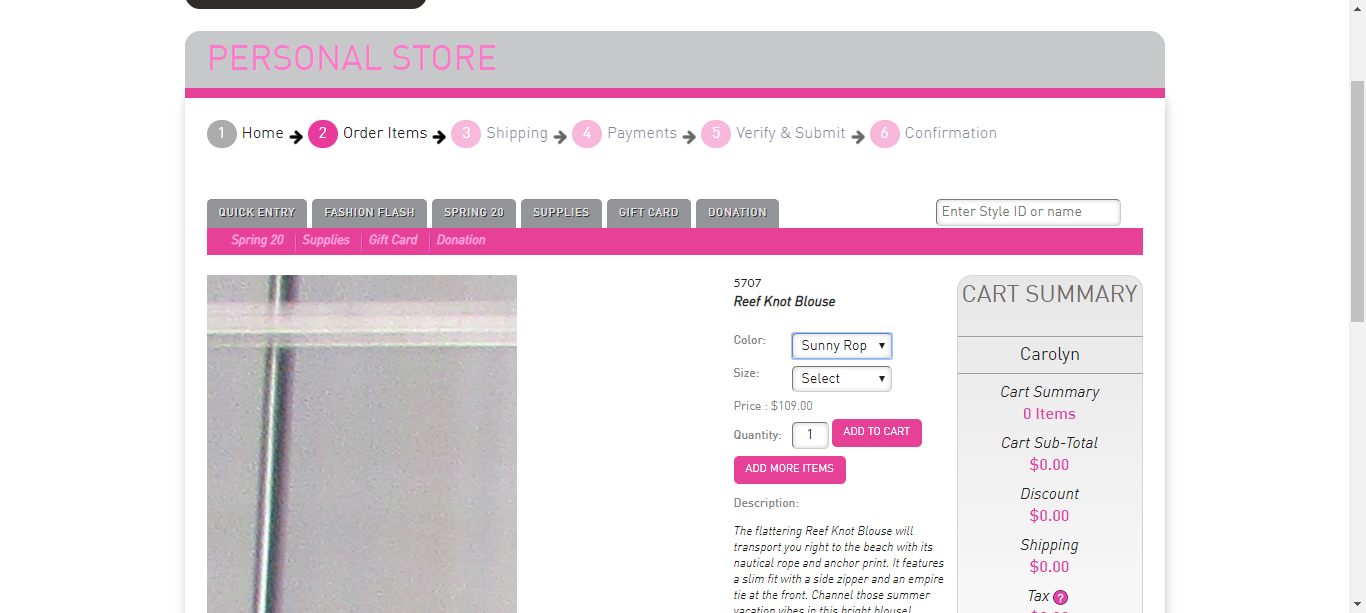 PERSONAL STORE
1 Home 2 Order Items 3 Shipping 4 Payments 5 Verify & Submit 6 Confirmation
QUICK ENTRY FASHION FLASH SPRING 20 SUPPLIES GIFT CARD DONATION Enter Style ID or name
Spring 20 Supplies Gift Card Donation
5707
Reef Knot Blouse
Color: Sunny Rop
Size: Select
Price : $109.00
Quantity: 1 ADD TO CART
ADD MORE ITEMS
Description:
The flattering Reef Knot Blouse will
transport you right to the beach with its
nautical rope and anchor print. It features
a slim fit with a side zipper and an empire
tie at the front. Channel those summer
vacation vibes in this bright blouse!
CART SUMMARY
Carolyn
Cart Summary
0 Items
Cart Sub-Total
$0.00
Discount
$0.00
Shipping
$0.00
Tax ?